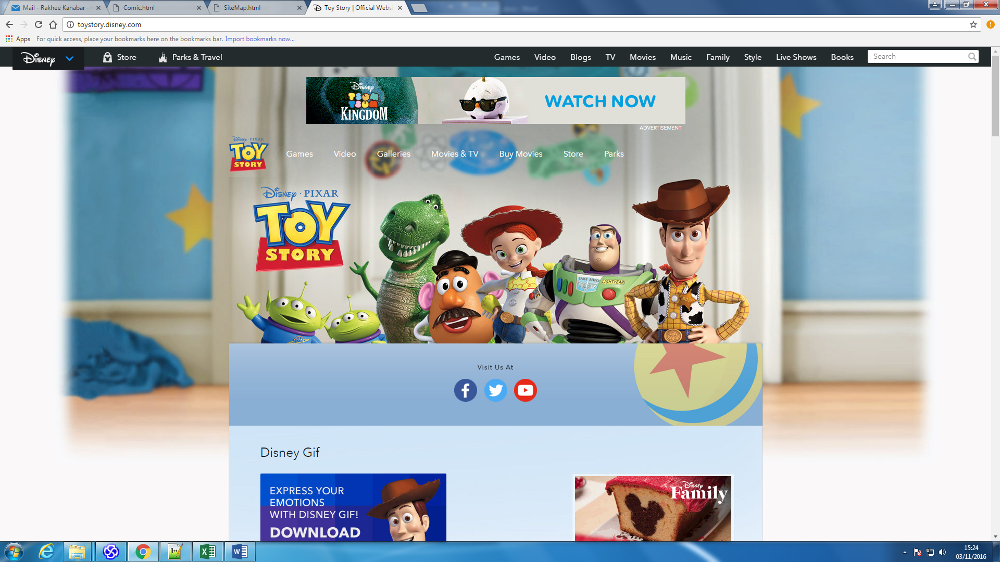 Mail - Rakhee Kanabar -
Comic.html
SiteMap.html
Toy Story | Official Webs
toystory.disney.com
Apps
For quick access, place your bookmarks here on the bookmarks bar. Import bookmarks now...
Disney
Store
Parks & Travel
Games
Video
Blogs
TV
Movies
Music
Family
Style
Live Shows
Books
Search
Disney
TSUM
TSUM
KINGDOM
WATCH NOW
ADVERTISEMENT
Disney · PIXAR
TOY
STORY
Games
Video
Galleries
Movies & TV
Buy Movies
Store
Parks
Disney · PIXAR
TOY
STORY
SPACE RANGER
LIGHTYEAR
Visit Us At
Disney Gif
EXPRESS YOUR
EMOTIONS
WITH DISNEY GIF!
DOWNLOAD
Disney
Family
15:24
03/11/2016